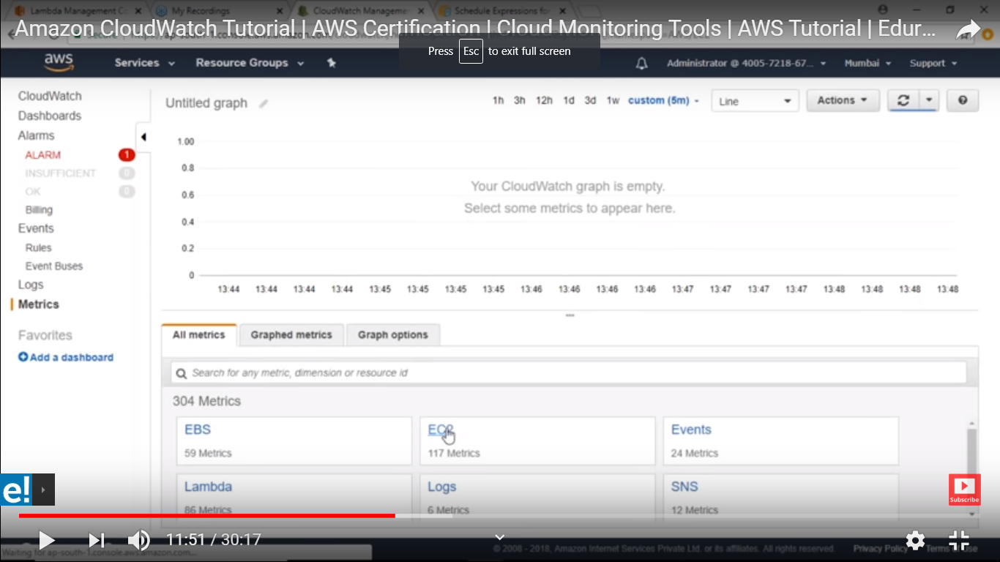 Lambda Management Co
My Recordings
CloudWatch Manageme
Schedule Expressions for
Amazon CloudWatch Tutorial | AWS Certification | Cloud Monitoring Tools | AWS Tutorial | Edur...
Press Esc to exit full screen
aws
Services
Resource Groups
Administrator @ 4005-7218-67...
Mumbai
Support
CloudWatch
Dashboards
Alarms
ALARM 1
INSUFFICIENT 0
OK 0
Billing
Events
Rules
Event Buses
Logs
Metrics
Favorites
Add a dashboard
Untitled graph
1h 3h 12h 1d 3d 1w custom (5m)
Line
Actions
1.00
0.8
0.6
0.4
0.2
0
Your CloudWatch graph is empty.
Select some metrics to appear here.
13:44 13:44 13:44 13:44 13:45 13:45 13:45 13:45 13:46 13:46 13:46 13:46 13:47 13:47 13:47 13:47 13:48 13:48 13:48 13:48
All metrics
Graphed metrics
Graph options
Search for any metric, dimension or resource id
304 Metrics
EBS
59 Metrics
EC2
117 Metrics
Events
24 Metrics
Lambda
86 Metrics
Logs
6 Metrics
SNS
12 Metrics
e!
Subscribe
11:51 / 30:17
Waiting for ap-south-1.console.aws.amazon.com...
© 2008 - 2018, Amazon Internet Services Private Ltd. or its affiliates. All rights reserved.
Privacy Policy
Terms of Use